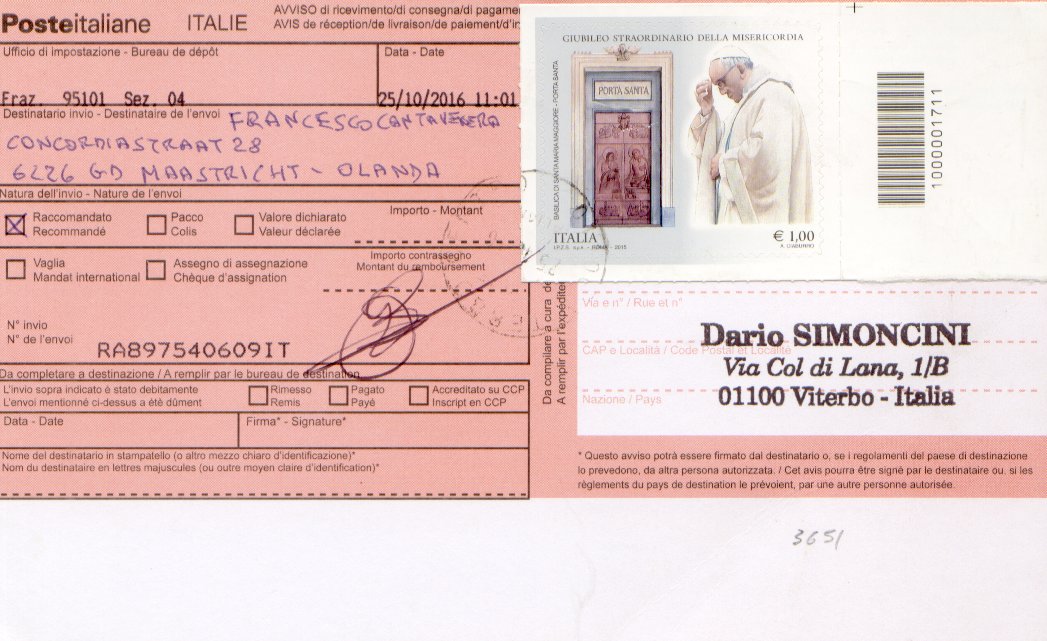 Posteitaliane ITALIE
AVVISO di ricevimento/di consegna/di
AVIS de réception/de livraison/de paiement/
Ufficio di impostazione - Bureau de dépôt
Data - Date
Fraz. 95101 Sez. 04
25/10/2016 11:01
Destinatario invio - Destinataire de l'envoi
FRANCESCO CANTAVENERA
CONCORDIASTRAAT 28
6226 GD MAASTRICHT - OLANDA
Natura dell'invio - Nature de l'envoi
Raccomandato
Recommandé
Pacco
Colis
Valore dichiarato
Valeur déclarée
Importo - Montant
Vaglia
Mandat international
Assegno di assegnazione
Chèque d'assignation
Importo contrassegno
Montant du remboursement
N° invio
N° de l'envoi
RA897540609IT
Da completare a destinazione / A remplir par le bureau de destination
L'invio sopra indicato è stato debitamente
L'envoi mentionné ci-dessus a étè dûment
Rimesso
Remis
Pagato
Payé
Accreditato su CCP
Inscript en CCP
Data - Date
Firma* - Signature*
Nome del destinatario in stampatello (o altro mezzo chiaro d'identificazione)*
Nom du destinataire en lettres majuscules (ou outre moyen claire d'identification)*
GIUBILEO STRAORDINARIO DELLA MISERICORDIA
PORTA SANTA
BASILICA DI SANTA MARIA MAGGIORE - PORTA SANTA
ITALIA
€ 1,00
I.P.Z.S. S.p.A. - ROMA - 2015
1000001711
Da compilare a cura
A remplir par l'expéditeur
Via e n° / Rue et n°
Dario SIMONCINI
CAP e Località / Code Postal et Localité
Via Col di Lana, 1/B
Nazione / Pays
01100 Viterbo - Italia
* Questo avviso potrà essere firmato dal destinatario o, se i regolamenti del paese di destinazione
lo prevedono, da altra persona autorizzata. / Cet avis pourra être signé par le destinataire ou. si les
règlements du pays de destination le prévoient, par une autre personne autorisée.
3651